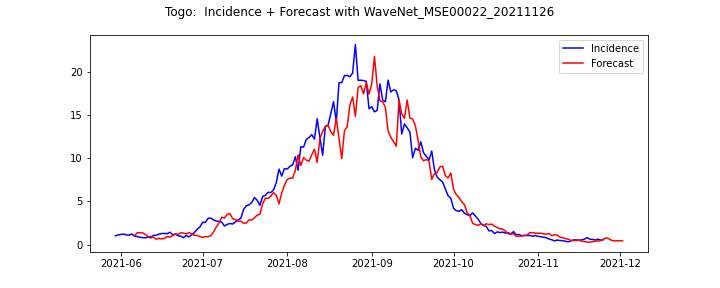 Togo:  Incidence + Forecast with WaveNet_MSE00022_20211126
Incidence
Forecast
20
15
10
5
0
2021-06 2021-07 2021-08 2021-09 2021-10 2021-11 2021-12